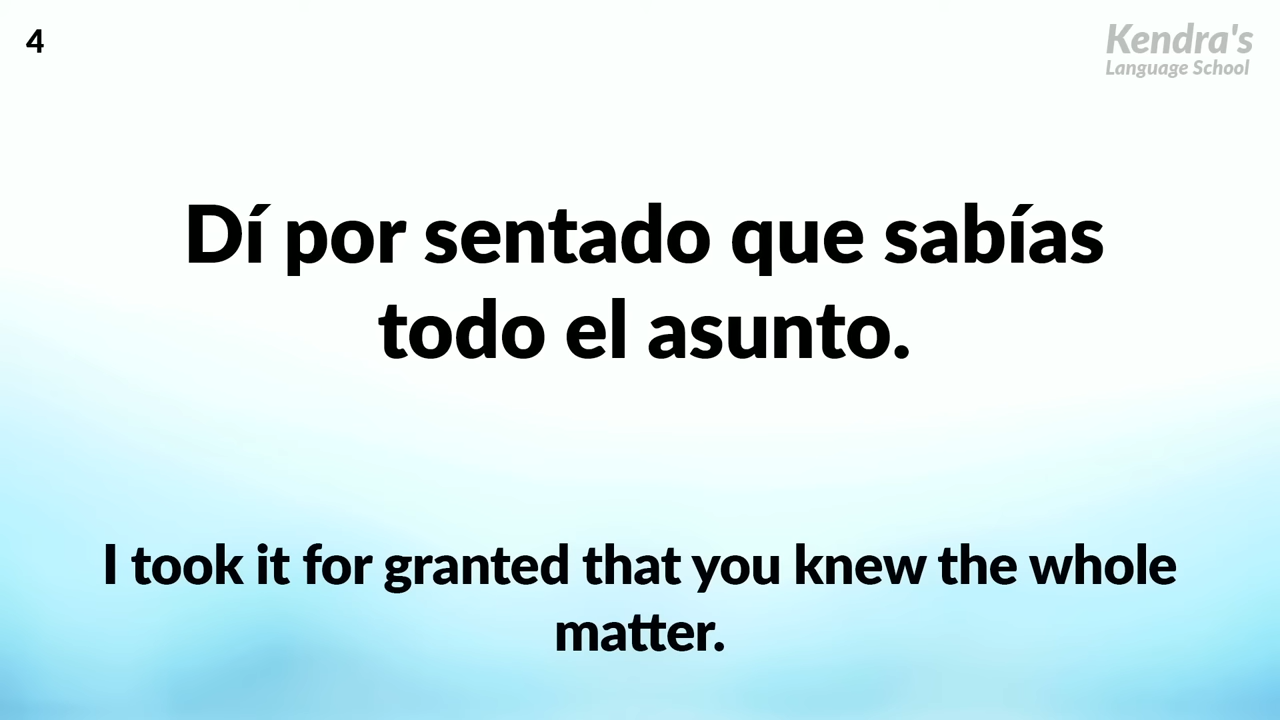 4
Kendra's
Language School
Dí por sentado que sabías
todo el asunto.
I took it for granted that you knew the whole
matter.